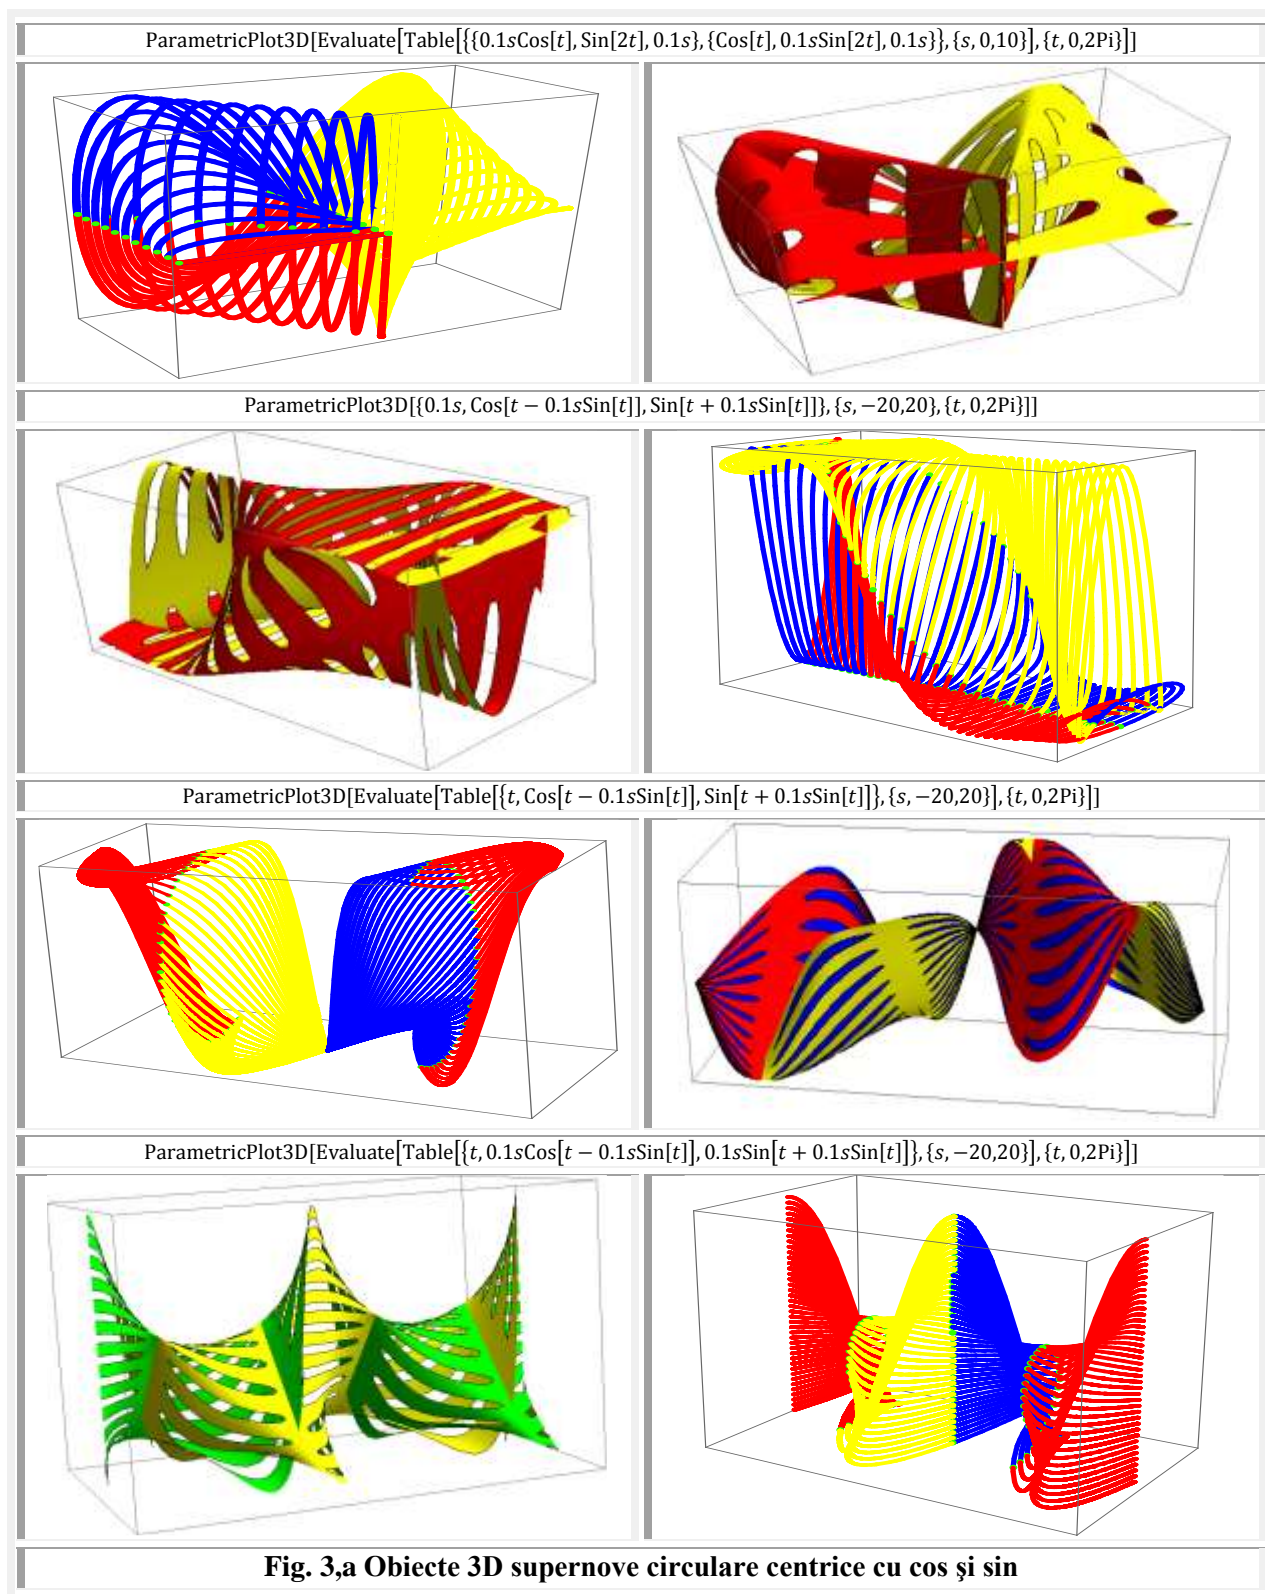 ParametricPlot3D[Evaluate[Table[{{0.1sCos[t], Sin[2t], 0.1s}, {Cos[t], 0.1sSin[2t], 0.1s}}, {s, 0,10}], {t, 0,2Pi}]]
ParametricPlot3D[{0.1s, Cos[t − 0.1sSin[t]], Sin[t + 0.1sSin[t]]}, {s, −20,20}, {t, 0,2Pi}]]
ParametricPlot3D[Evaluate[Table[{t, Cos[t − 0.1sSin[t]], Sin[t + 0.1sSin[t]]}, {s, −20,20}], {t, 0,2Pi}]]
ParametricPlot3D[Evaluate[Table[{t, 0.1sCos[t − 0.1sSin[t]], 0.1sSin[t + 0.1sSin[t]]}, {s, −20,20}], {t, 0,2Pi}]]
Fig. 3,a Obiecte 3D supernove circulare centrice cu cos şi sin